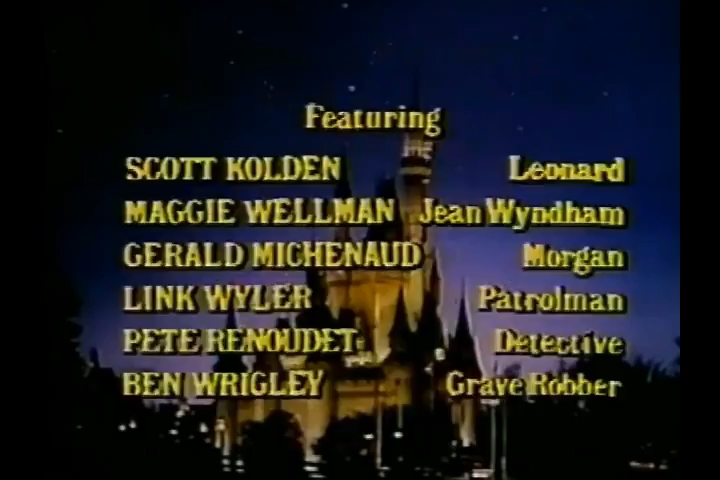 Featuring
SCOTT KOLDEN Leonard
MAGGIE WELLMAN Jean Wyndham
GERALD MICHENAUD Morgan
LINK WYLER Patrolman
PETE RENOUDET Detective
BEN WRIGLEY Grave Robber